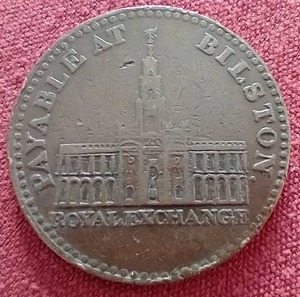 PAYABLE AT BILSTON
ROYAL EXCHANGE